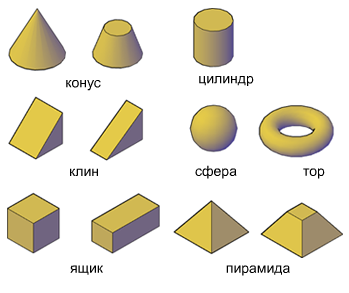 конус
цилиндр
клин
сфера
тор
ящик
пирамида